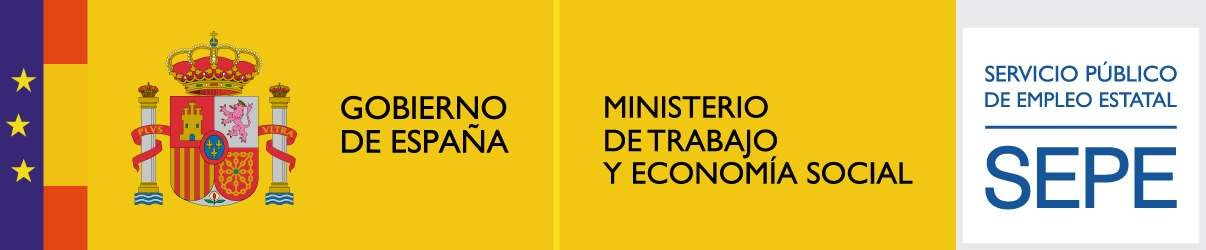 PLVS VLTRA
GOBIERNO
DE ESPAÑA
MINISTERIO
DE TRABAJO
Y ECONOMÍA SOCIAL
SERVICIO PÚBLICO
DE EMPLEO ESTATAL
SEPE